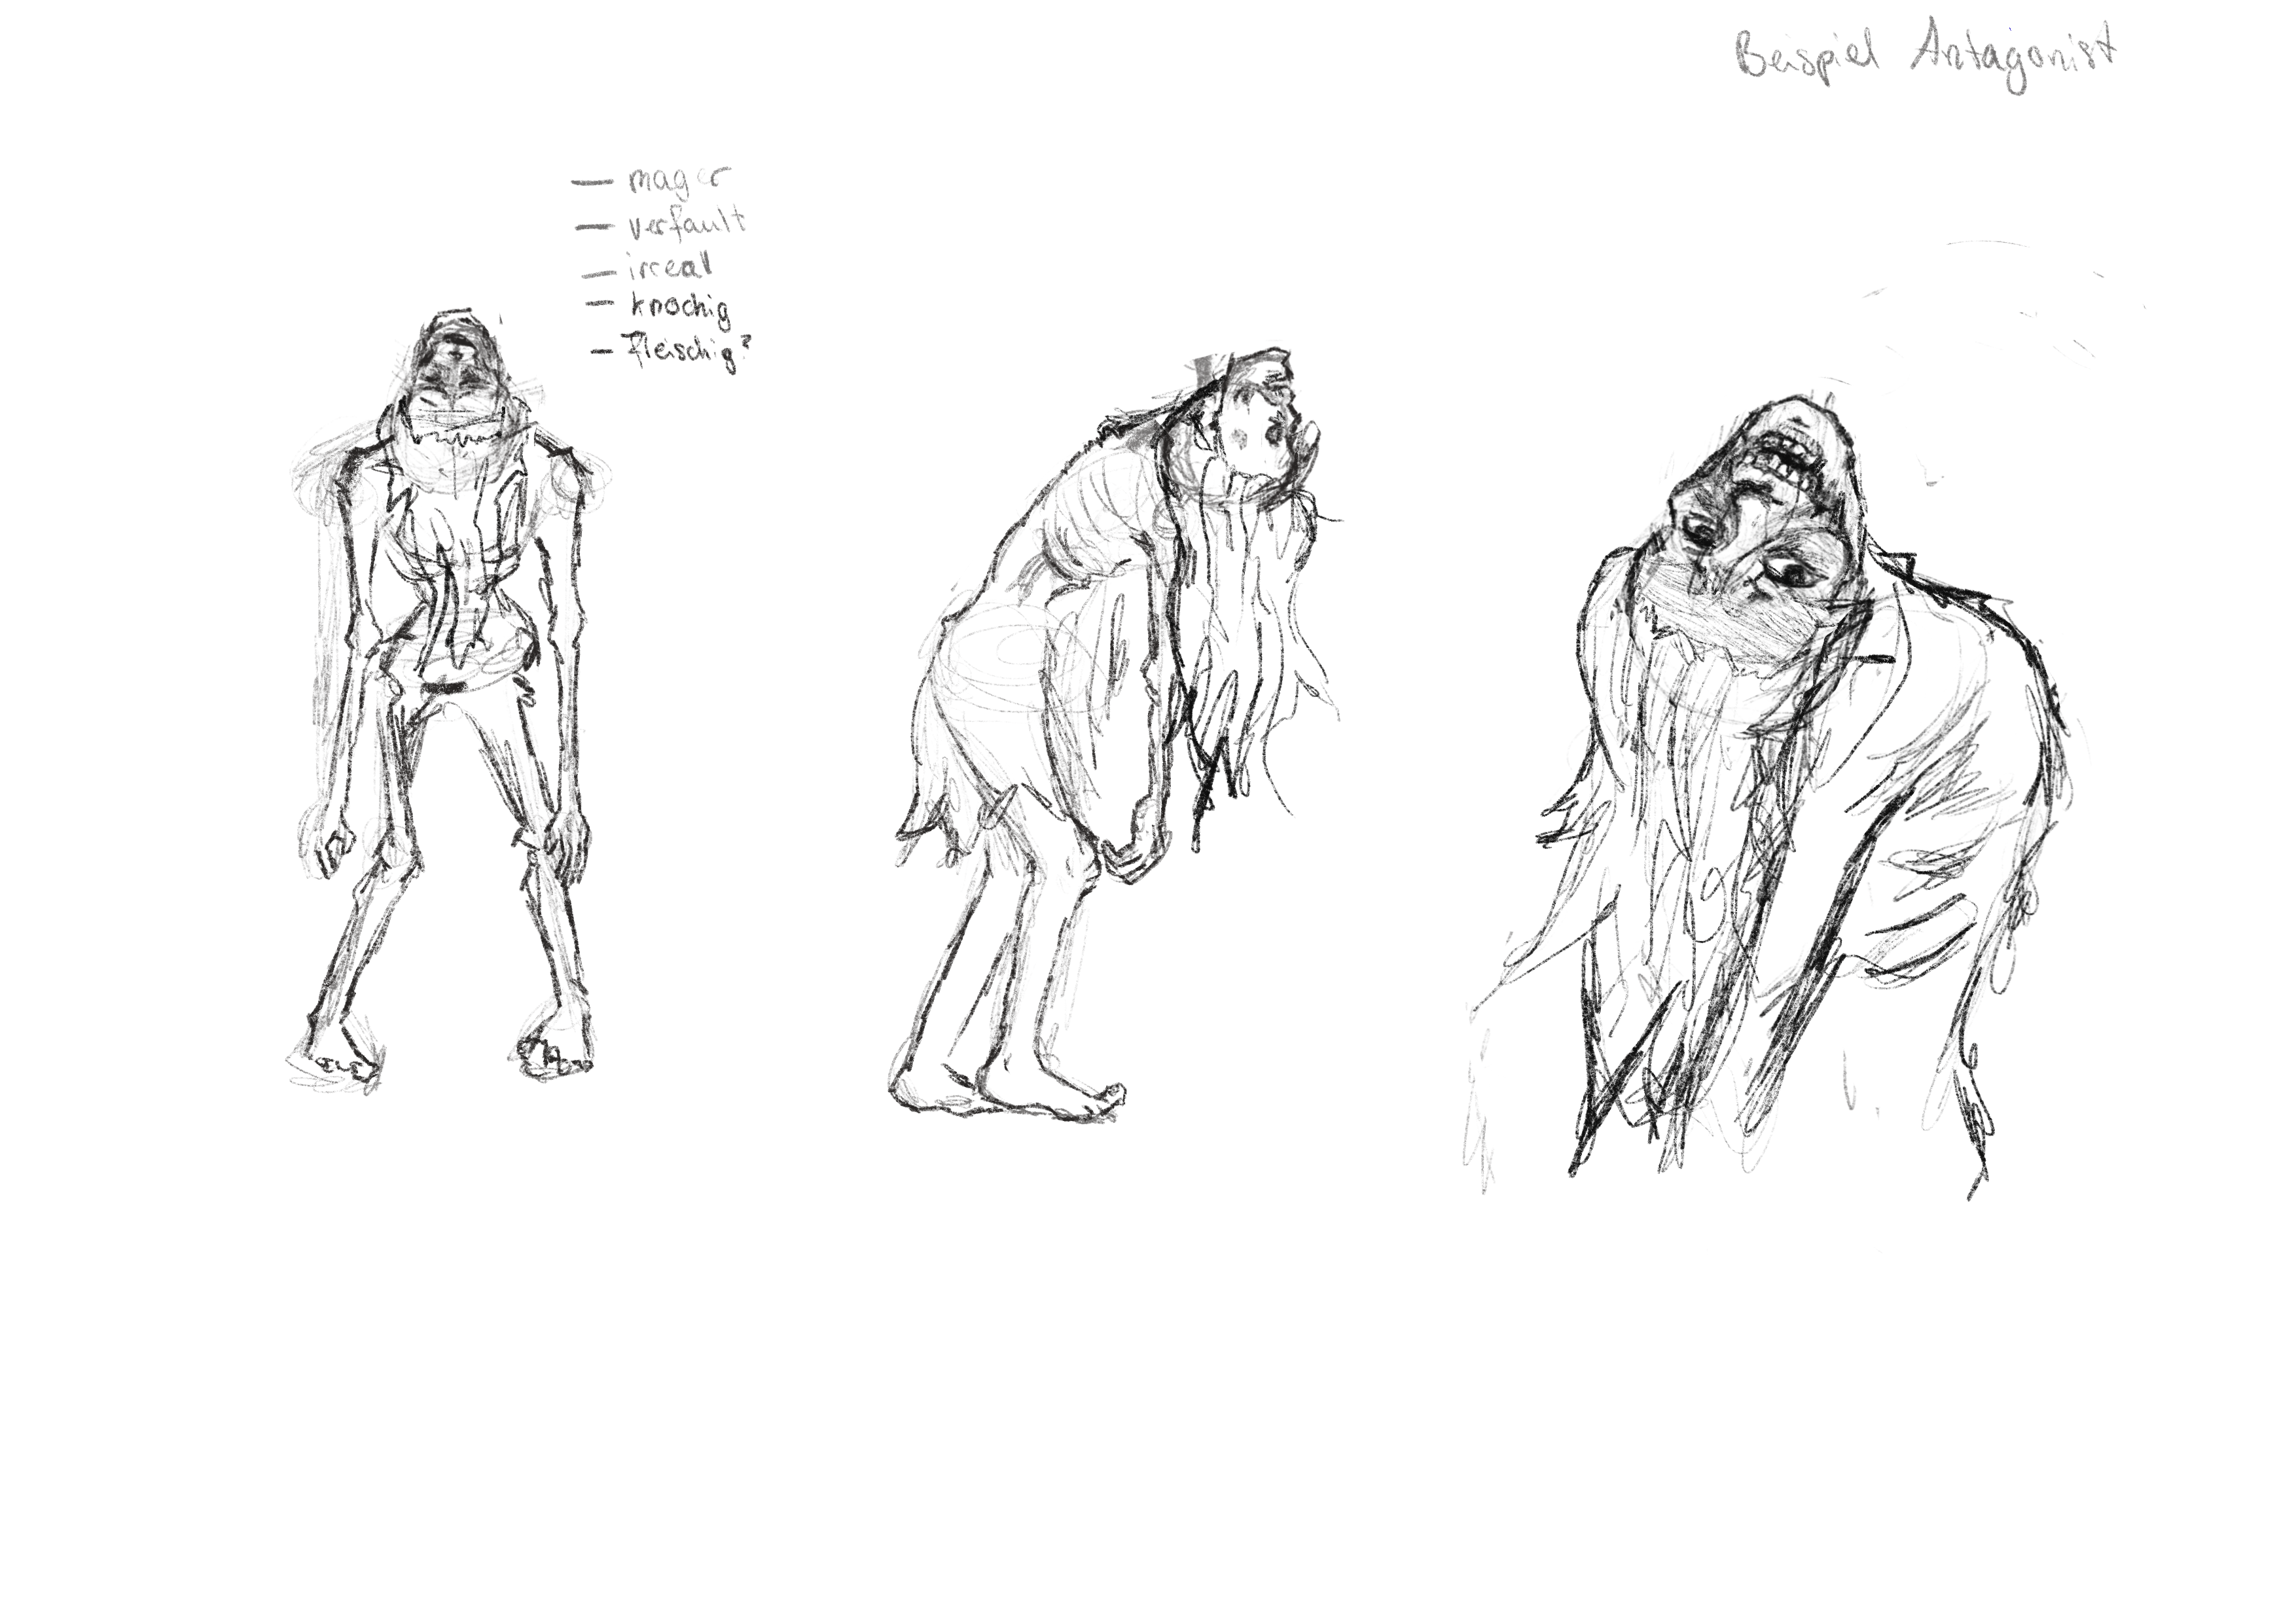 Beispiel Antagonist
— mager
— verfault
— irreal
— knochig
— fleischig?